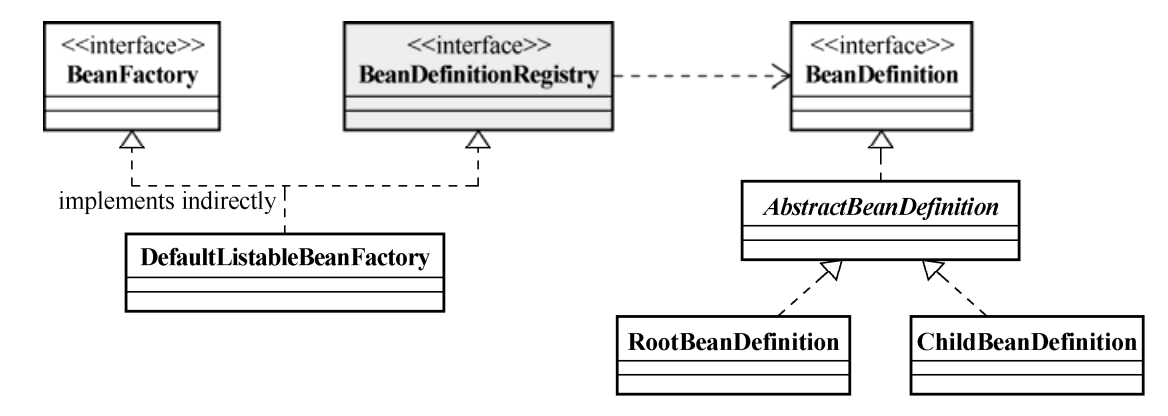 <<interface>>
BeanFactory
<<interface>>
BeanDefinitionRegistry
<<interface>>
BeanDefinition
implements indirectly
AbstractBeanDefinition
DefaultListableBeanFactory
RootBeanDefinition
ChildBeanDefinition